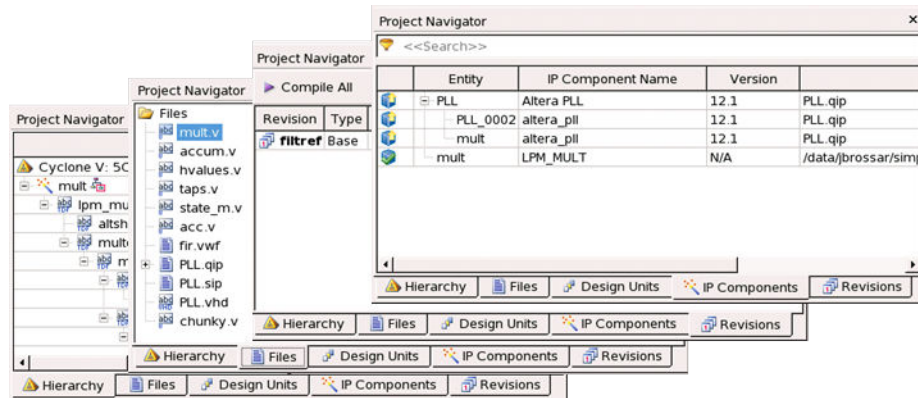 Project Navigator
Hierarchy Files Design Units IP Components Revisions
Cyclone V: 5C
mult
lpm_mu
altsh
multc
m
Hierarchy Files Design Units IP Components Revisions
Project Navigator
Files
mult.v
accum.v
hvalues.v
taps.v
state_m.v
acc.v
fir.vwf
PLL.qip
PLL.sip
PLL.vhd
chunky.v
Hierarchy Files Design Units IP Components Revisions
Project Navigator
Compile All
Revision Type
filtref Base
Hierarchy Files Design Units IP Components Revisions
Project Navigator
<<Search>>
Entity IP Component Name Version
PLL Altera PLL 12.1 PLL.qip
PLL_0002 altera_pll 12.1 PLL.qip
mult altera_pll 12.1 PLL.qip
mult LPM_MULT N/A /data/jbrossar/simp